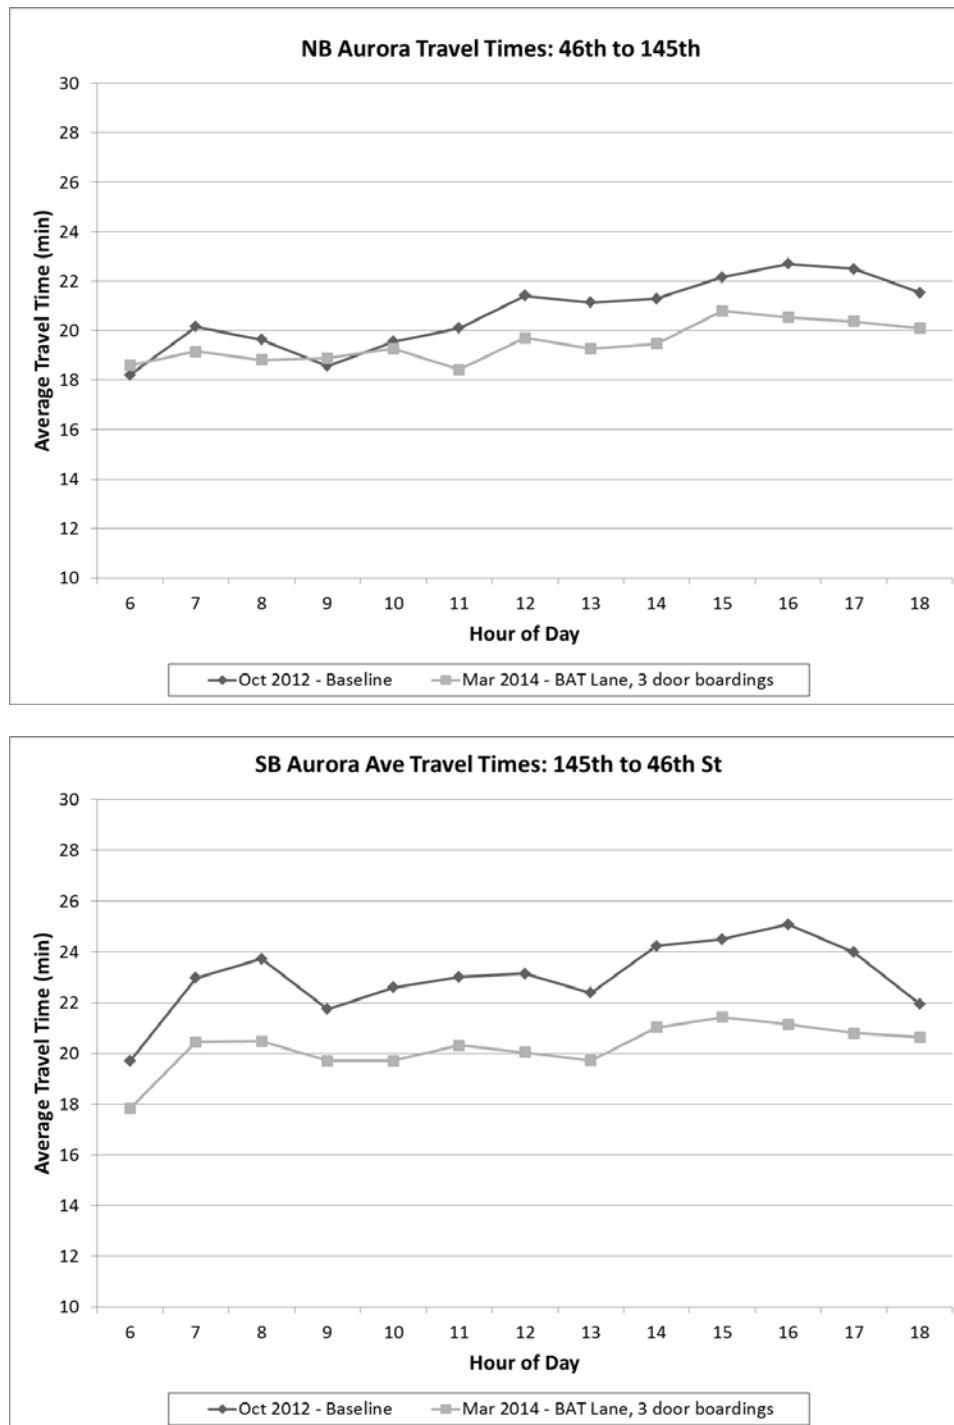 NB Aurora Travel Times: 46th to 145th
30
28
26
24
22
20
18
16
14
12
10
Average Travel Time (min)
6 7 8 9 10 11 12 13 14 15 16 17 18
Hour of Day
Oct 2012 - Baseline Mar 2014 - BAT Lane, 3 door boardings
SB Aurora Ave Travel Times: 145th to 46th St
30
28
26
24
22
20
18
16
14
12
10
Average Travel Time (min)
6 7 8 9 10 11 12 13 14 15 16 17 18
Hour of Day
Oct 2012 - Baseline Mar 2014 - BAT Lane, 3 door boardings